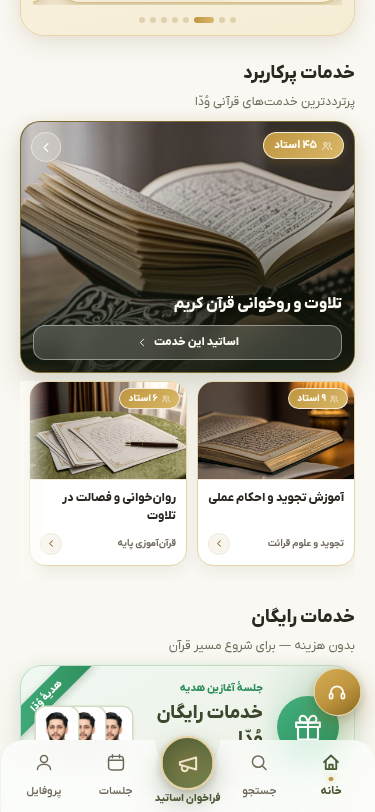 خدمات پرکاربرد
پرترددترین خدمت‌های قرآنی وُدّا
۴۵ استاد
تلاوت و روخوانی قرآن کریم
اساتید این خدمت
۹ استاد
آموزش تجوید و احکام عملی
تجوید و علوم قرائت
۶ استاد
روان‌خوانی و فصالت در
تلاوت
قرآن‌آموزی پایه
خدمات رایگان
بدون هزینه — برای شروع مسیر قرآن
هدیهٔ وُدّا
جلسهٔ آغازین هدیه
خدمات رایگان
وُدّا
خانه
جستجو
فراخوان اساتید
جلسات
پروفایل